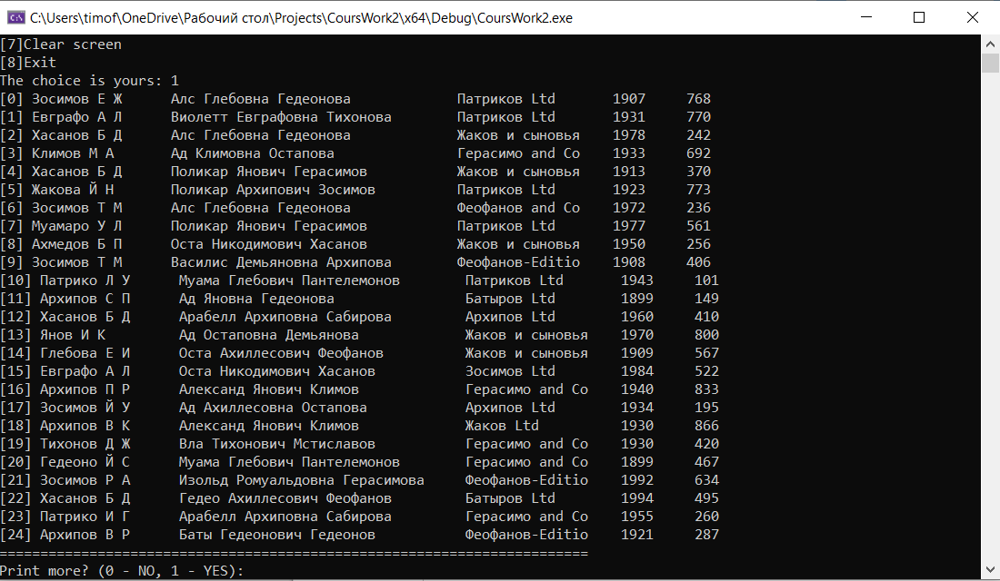 C:\Users\timof\OneDrive\Рабочий стол\Projects\CoursWork2\x64\Debug\CoursWork2.exe
[7]Clear screen
[8]Exit
The choice is yours: 1
[0] Зосимов Е Ж Алс Глебовна Гедеонова Патриков Ltd 1907 768
[1] Евграфо А Л Виолетт Евграфовна Тихонова Патриков Ltd 1931 770
[2] Хасанов Б Д Алс Глебовна Гедеонова Жаков и сыновья 1978 242
[3] Климов М А Ад Климовна Остапова Герасимо and Co 1933 692
[4] Хасанов Б Д Поликар Янович Герасимов Жаков и сыновья 1913 370
[5] Жакова Й Н Поликар Архипович Зосимов Патриков Ltd 1923 773
[6] Зосимов Т М Алс Глебовна Гедеонова Феофанов and Co 1972 236
[7] Муамаро У Л Поликар Янович Герасимов Патриков Ltd 1977 561
[8] Ахмедов Б П Оста Никодимович Хасанов Жаков и сыновья 1950 256
[9] Зосимов Т М Василис Демьяновна Архипова Феофанов-Editio 1908 406
[10] Патрико Л У Муама Глебович Пантелемонов Патриков Ltd 1943 101
[11] Архипов С П Ад Яновна Гедеонова Батыров Ltd 1899 149
[12] Хасанов Б Д Арабелл Архиповна Сабирова Архипов Ltd 1960 410
[13] Янов И К Ад Остаповна Демьянова Жаков и сыновья 1970 800
[14] Глебова Е И Оста Ахиллесович Феофанов Жаков и сыновья 1909 567
[15] Евграфо А Л Оста Никодимович Хасанов Зосимов Ltd 1984 522
[16] Архипов П Р Александ Янович Климов Герасимо and Co 1940 833
[17] Зосимов Й У Ад Ахиллесовна Остапова Архипов Ltd 1934 195
[18] Архипов В К Александ Янович Климов Жаков Ltd 1930 866
[19] Тихонов Д Ж Вла Тихонович Мстиславов Герасимо and Co 1930 420
[20] Гедеоно Й С Муама Глебович Пантелемонов Герасимо and Co 1899 467
[21] Зосимов Р А Изольд Ромуальдовна Герасимова Феофанов-Editio 1992 634
[22] Хасанов Б Д Гедео Ахиллесович Феофанов Батыров Ltd 1994 495
[23] Патрико И Г Арабелл Архиповна Сабирова Герасимо and Co 1955 260
[24] Архипов В Р Баты Гедеонович Гедеонов Феофанов-Editio 1921 287
========================================================================
Print more? (0 - NO, 1 - YES):